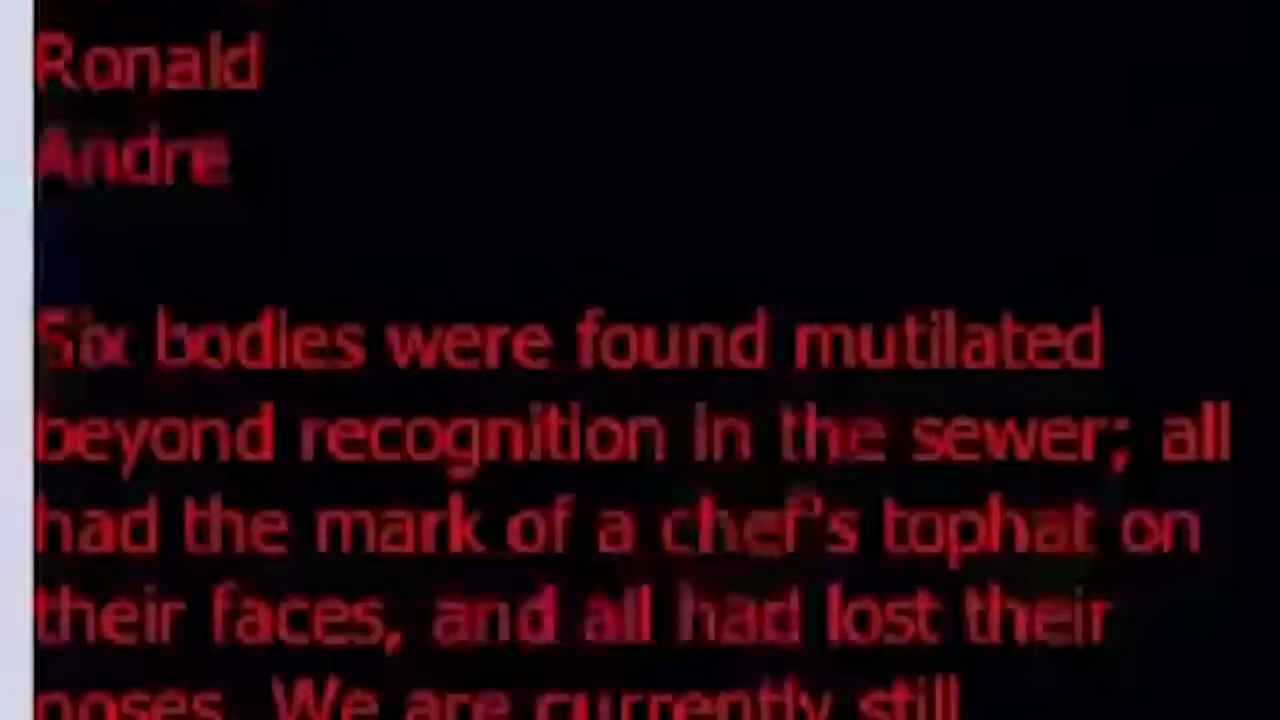 Ronald
Andre
Six bodies were found mutilated
beyond recognition in the sewer; all
had the mark of a chef's tophat on
their faces, and all had lost their
noses. We are currently still